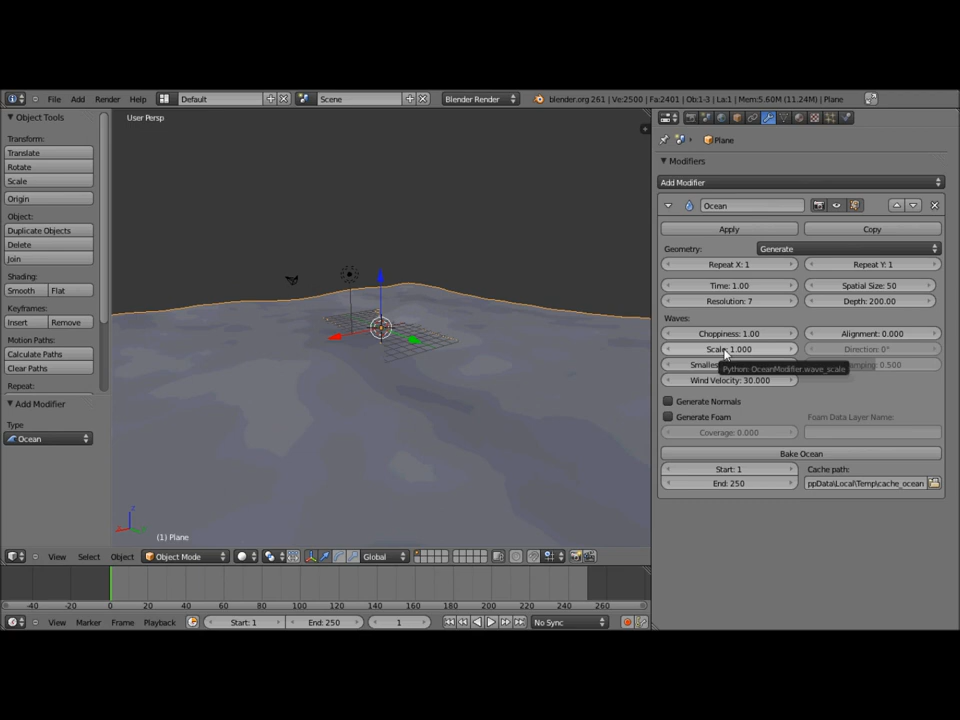 File Add Render Help Default Scene Blender Render blender.org 261 | Ve:2500 | Fa:2401 | Ob:1-3 | La:1 | Mem:5.60M (11.24M) | Plane
Object Tools
Transform:
Translate
Rotate
Scale
Origin
Object:
Duplicate Objects
Delete
Join
Shading:
Smooth Flat
Keyframes:
Insert Remove
Motion Paths:
Calculate Paths
Clear Paths
Repeat:
Add Modifier
Type
Ocean
User Persp
(1) Plane
Plane
Modifiers
Add Modifier
Ocean
Apply Copy
Geometry: Generate
Repeat X: 1 Repeat Y: 1
Time: 1.00 Spatial Size: 50
Resolution: 7 Depth: 200.00
Waves:
Choppiness: 1.00 Alignment: 0.000
Scale: 1.000 Direction: 0°
Python: OceanModifier.wave_scale
0.500
Wind Velocity: 30.000
Generate Normals
Generate Foam Foam Data Layer Name:
Coverage: 0.000
Bake Ocean
Start: 1 Cache path:
End: 250 ppData\Local\Temp\cache_ocean
View Select Object Object Mode Global
-40 -20 0 20 40 60 80 100 120 140 160 180 200 220 240 260
View Marker Frame Playback Start: 1 End: 250 1 No Sync